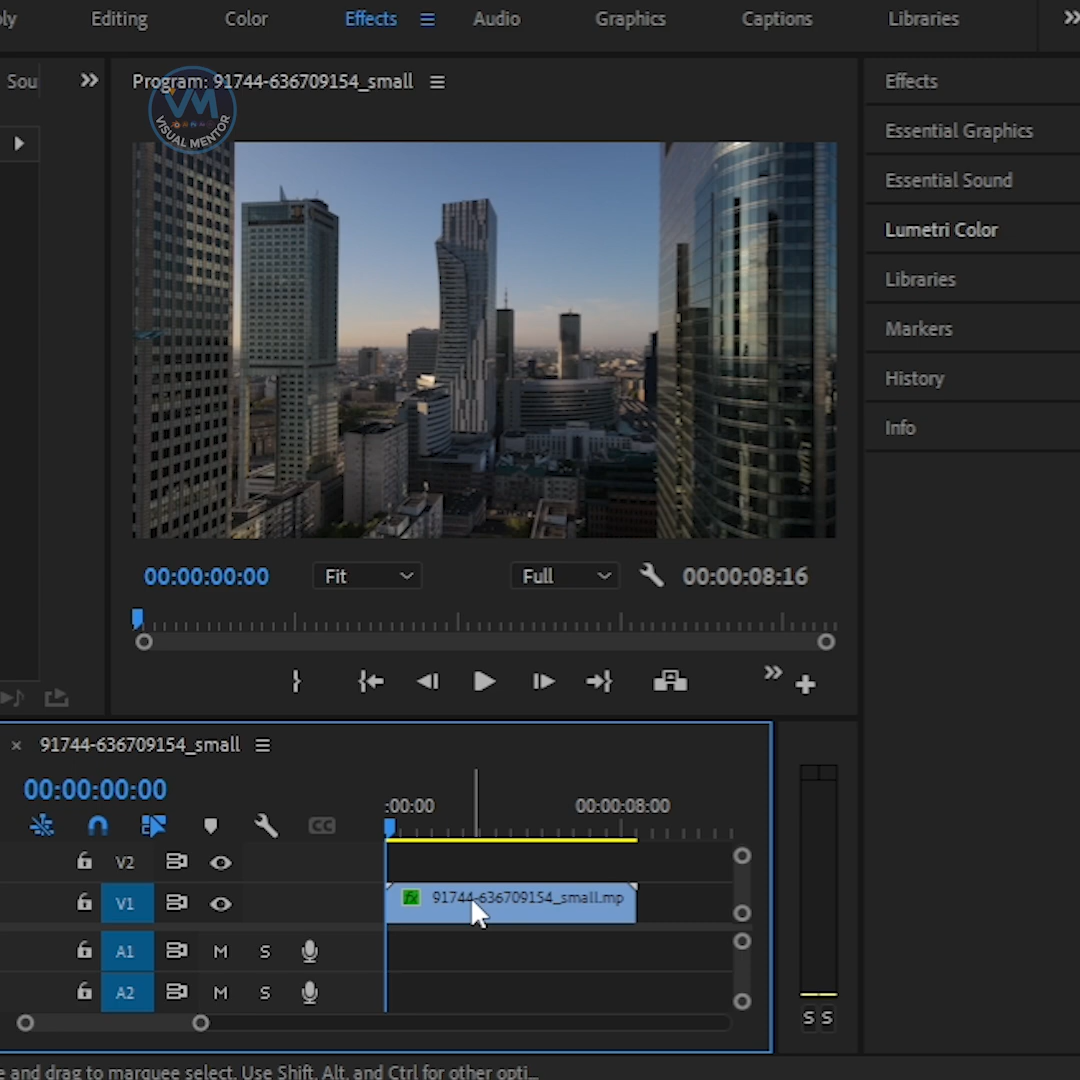 ly Editing Color Effects Audio Graphics Captions Libraries
Sou
Program: 91744-636709154_small
VM
VISUAL MENTOR
Effects
Essential Graphics
Essential Sound
Lumetri Color
Libraries
Markers
History
Info
00:00:00:00 Fit Full 00:00:08:16
91744-636709154_small
00:00:00:00
:00:00 00:00:08:00
CC
V2
V1 fx 91744-636709154_small.mp
A1 M S
A2 M S
S S
e and drag to marquee select. Use Shift, Alt, and Ctrl for other opti...